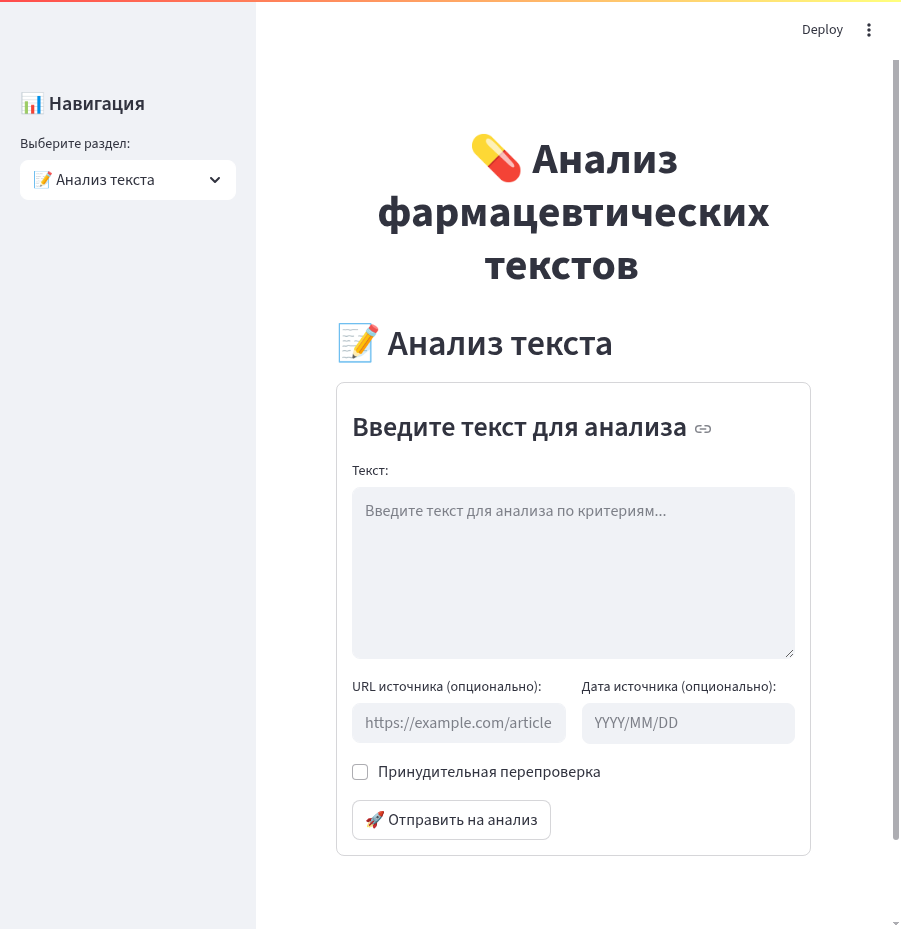 Deploy
📊 Навигация
Выберите раздел:
📝 Анализ текста
💊 Анализ
фармацевтических
текстов
📝 Анализ текста
Введите текст для анализа
Текст:
Введите текст для анализа по критериям...
URL источника (опционально):
Дата источника (опционально):
https://example.com/article
YYYY/MM/DD
Принудительная перепроверка
🚀 Отправить на анализ